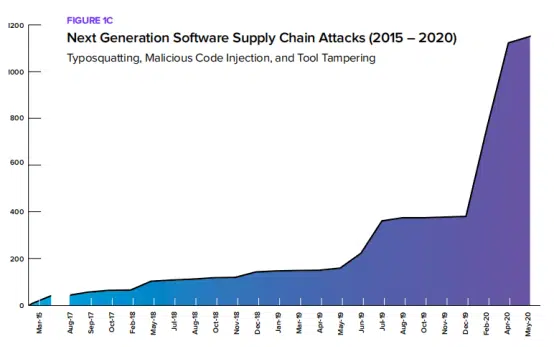 FIGURE 1C
Next Generation Software Supply Chain Attacks (2015 – 2020)
Typosquatting, Malicious Code Injection, and Tool Tampering
1200
1000
800
600
400
200
0
Mar-15
Aug-17
Sep-17
Oct-17
Feb-18
May-18
Jul-18
Aug-18
Oct-18
Nov-18
Dec-18
Jan-19
Mar-19
Apr-19
May-19
Jun-19
Jul-19
Aug-19
Oct-19
Nov-19
Dec-19
Feb-20
Apr-20
May-20